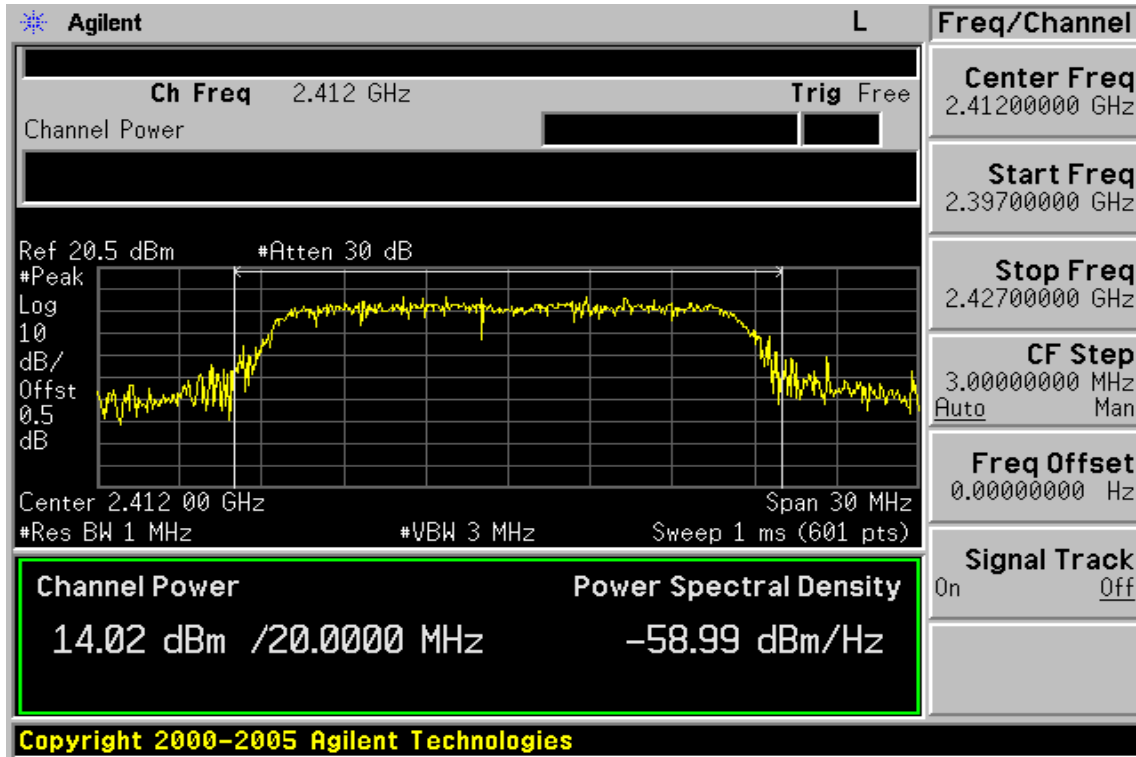 Agilent L Freq/Channel
Ch Freq 2.412 GHz Trig Free
Channel Power
Center Freq
2.41200000 GHz
Start Freq
2.39700000 GHz
Stop Freq
2.42700000 GHz
CF Step
3.00000000 MHz
Auto Man
Freq Offset
0.00000000 Hz
Signal Track
On Off
Ref 20.5 dBm #Atten 30 dB
#Peak
Log
10
dB/
Offst
0.5
dB
Center 2.412 00 GHz Span 30 MHz
#Res BW 1 MHz #VBW 3 MHz Sweep 1 ms (601 pts)
Channel Power Power Spectral Density
14.02 dBm /20.0000 MHz -58.99 dBm/Hz
Copyright 2000-2005 Agilent Technologies